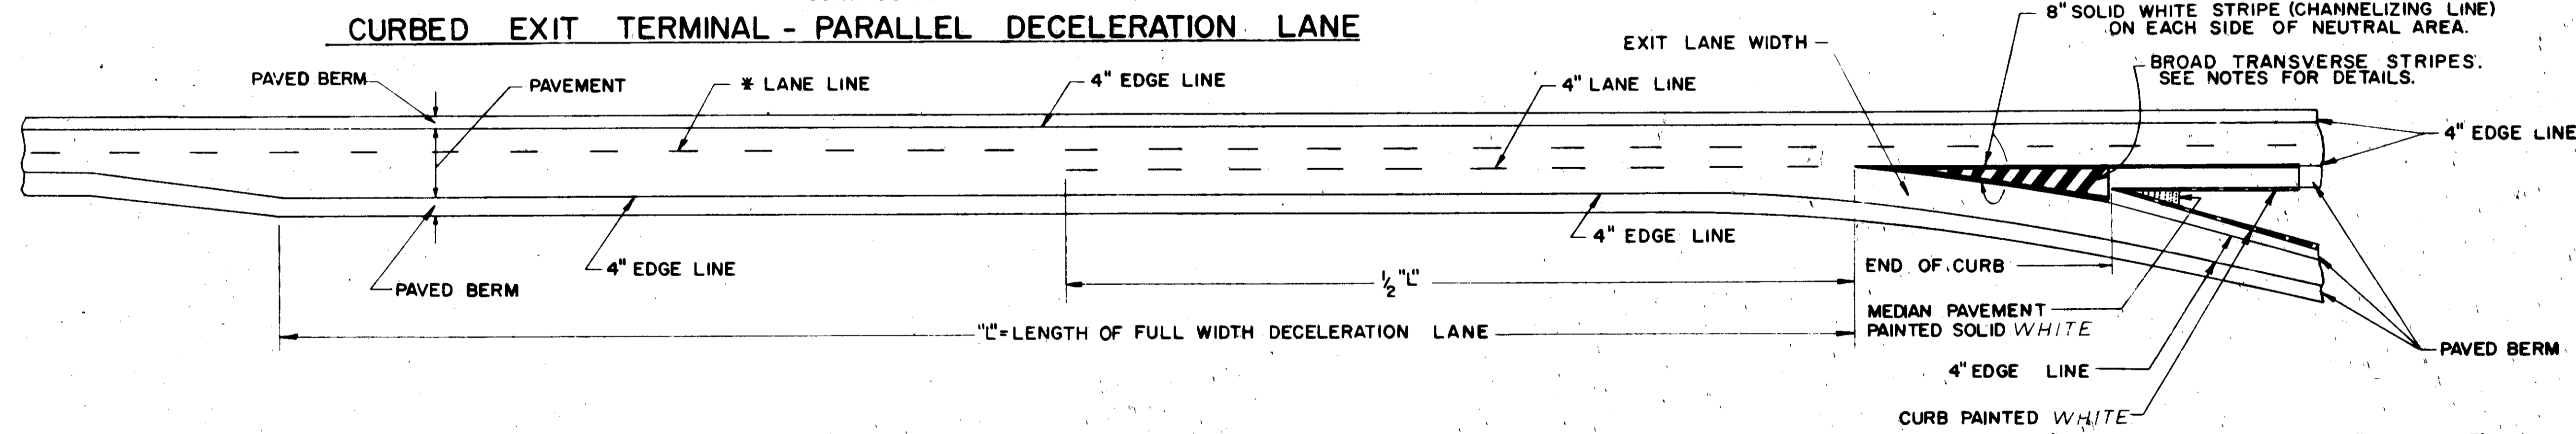 CURBED EXIT TERMINAL - PARALLEL DECELERATION LANE
8" SOLID WHITE STRIPE (CHANNELIZING LINE)
ON EACH SIDE OF NEUTRAL AREA.
EXIT LANE WIDTH
BROAD TRANSVERSE STRIPES.
SEE NOTES FOR DETAILS.
PAVED BERM
PAVEMENT
* LANE LINE
4" EDGE LINE
4" LANE LINE
4" EDGE LINE
4" EDGE LINE
4" EDGE LINE
PAVED BERM
END OF CURB
½ "L"
MEDIAN PAVEMENT
PAINTED SOLID WHITE
"L"= LENGTH OF FULL WIDTH DECELERATION LANE
PAVED BERM
4" EDGE LINE
CURB PAINTED WHITE